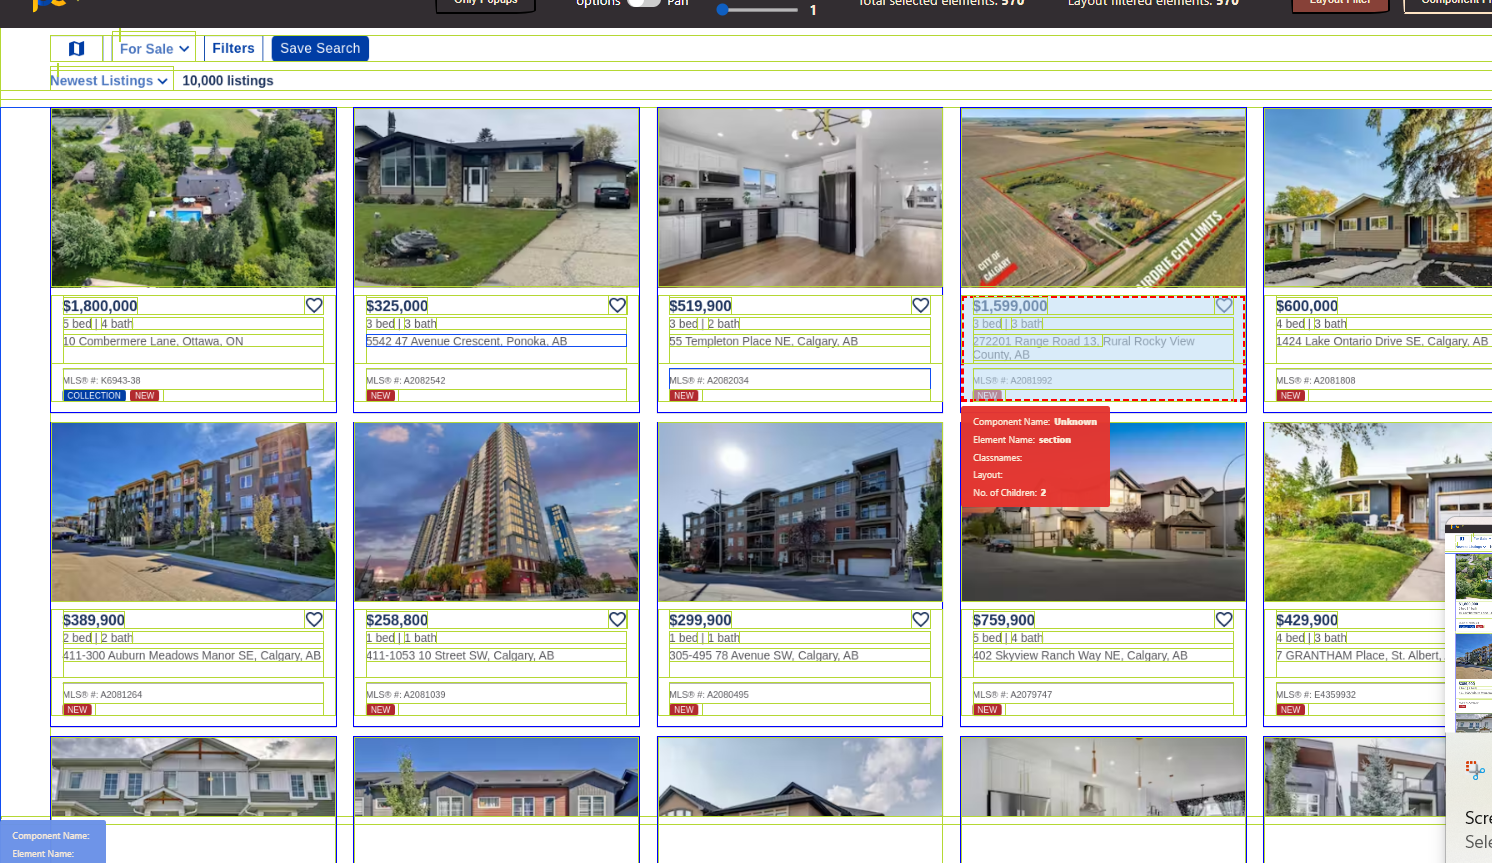 Only Popups
options
Pan
1
Total selected elements: 570
Layout filtered elements: 570
Layout Filter
For Sale
Filters
Save Search
Newest Listings
10,000 listings
CITY OF
CALGARY
AIRDRIE CITY LIMITS
$1,800,000
5 bed | 4 bath
10 Combermere Lane, Ottawa, ON
MLS® #: K6943-38
COLLECTION
NEW
$325,000
3 bed | 3 bath
5542 47 Avenue Crescent, Ponoka, AB
MLS® #: A2082542
NEW
$519,900
3 bed | 2 bath
55 Templeton Place NE, Calgary, AB
MLS® #: A2082034
NEW
$1,599,000
3 bed | 3 bath
272201 Range Road 13, Rural Rocky View
County, AB
MLS® #: A2081992
NEW
$600,000
4 bed | 3 bath
1424 Lake Ontario Drive SE, Calgary, AB
MLS® #: A2081808
NEW
Component Name: Unknown
Element Name: section
Classnames:
Layout:
No. of Children: 2
$389,900
2 bed | 2 bath
411-300 Auburn Meadows Manor SE, Calgary, AB
MLS® #: A2081264
NEW
$258,800
1 bed | 1 bath
411-1053 10 Street SW, Calgary, AB
MLS® #: A2081039
NEW
$299,900
1 bed | 1 bath
305-495 78 Avenue SW, Calgary, AB
MLS® #: A2080495
NEW
$759,900
5 bed | 4 bath
402 Skyview Ranch Way NE, Calgary, AB
MLS® #: A2079747
NEW
$429,900
4 bed | 3 bath
7 GRANTHAM Place, St. Albert,
MLS® #: E4359932
NEW
Component Name:
Element Name:
Scre
Sele